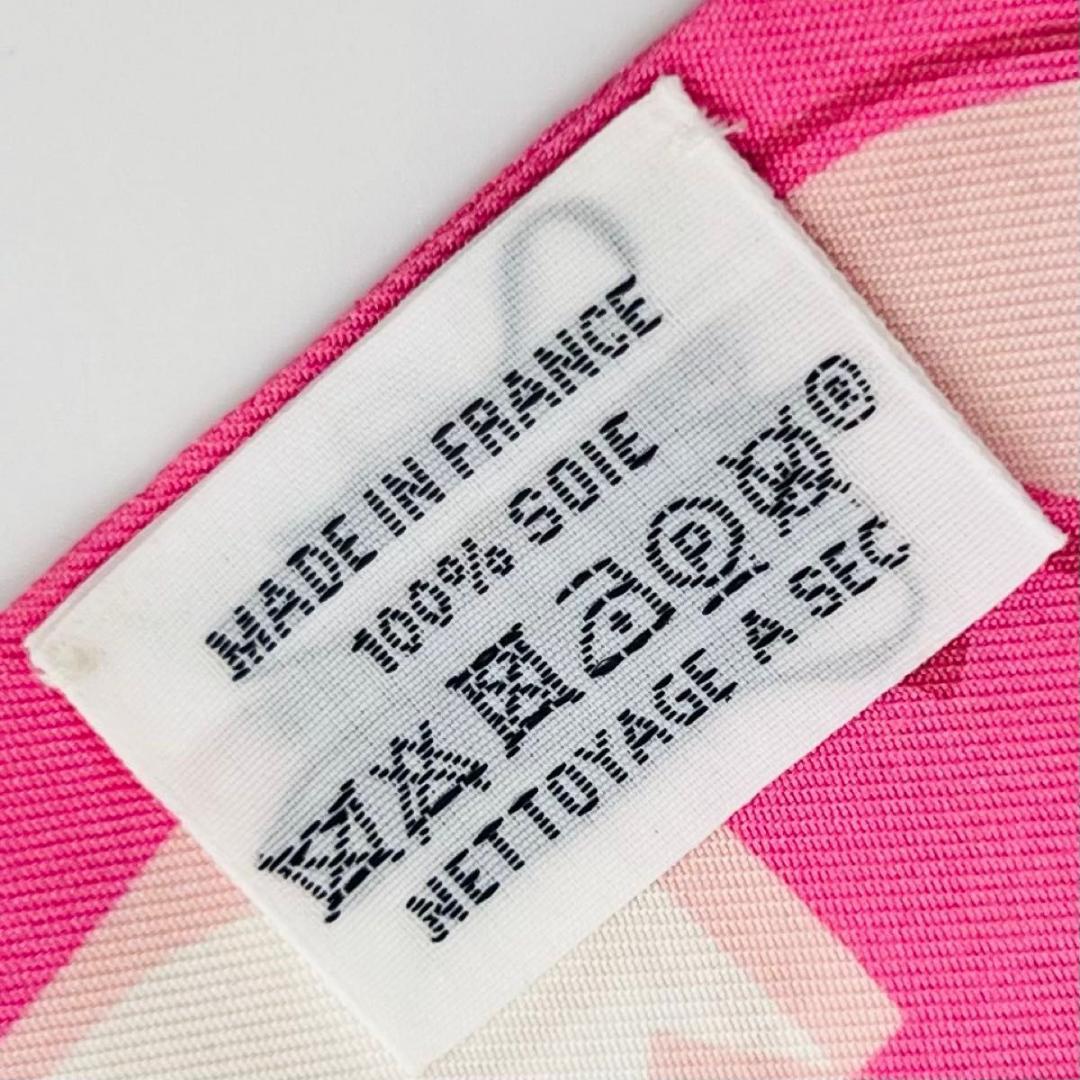 MADE IN FRANCE
100% SOIE
P ®
NETTOYAGE A SEC